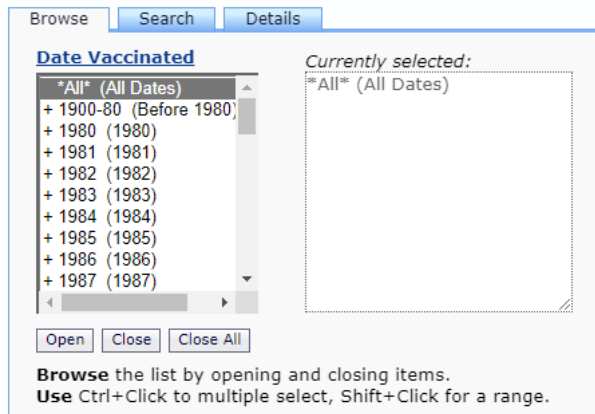 Browse Search Details
Date Vaccinated
Currently selected:
*All* (All Dates)
*All* (All Dates)
+ 1900-80 (Before 1980)
+ 1980 (1980)
+ 1981 (1981)
+ 1982 (1982)
+ 1983 (1983)
+ 1984 (1984)
+ 1985 (1985)
+ 1986 (1986)
+ 1987 (1987)
Open Close Close All
Browse the list by opening and closing items.
Use Ctrl+Click to multiple select, Shift+Click for a range.